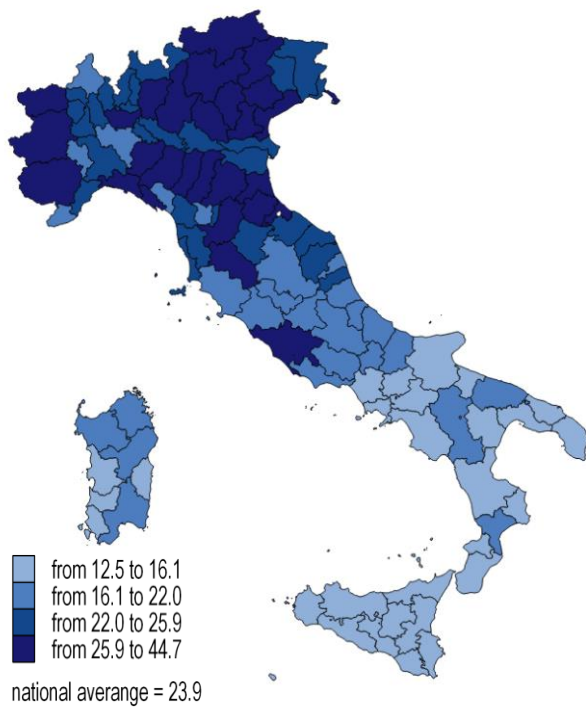 from 12.5 to 16.1
from 16.1 to 22.0
from 22.0 to 25.9
from 25.9 to 44.7
national averange = 23.9